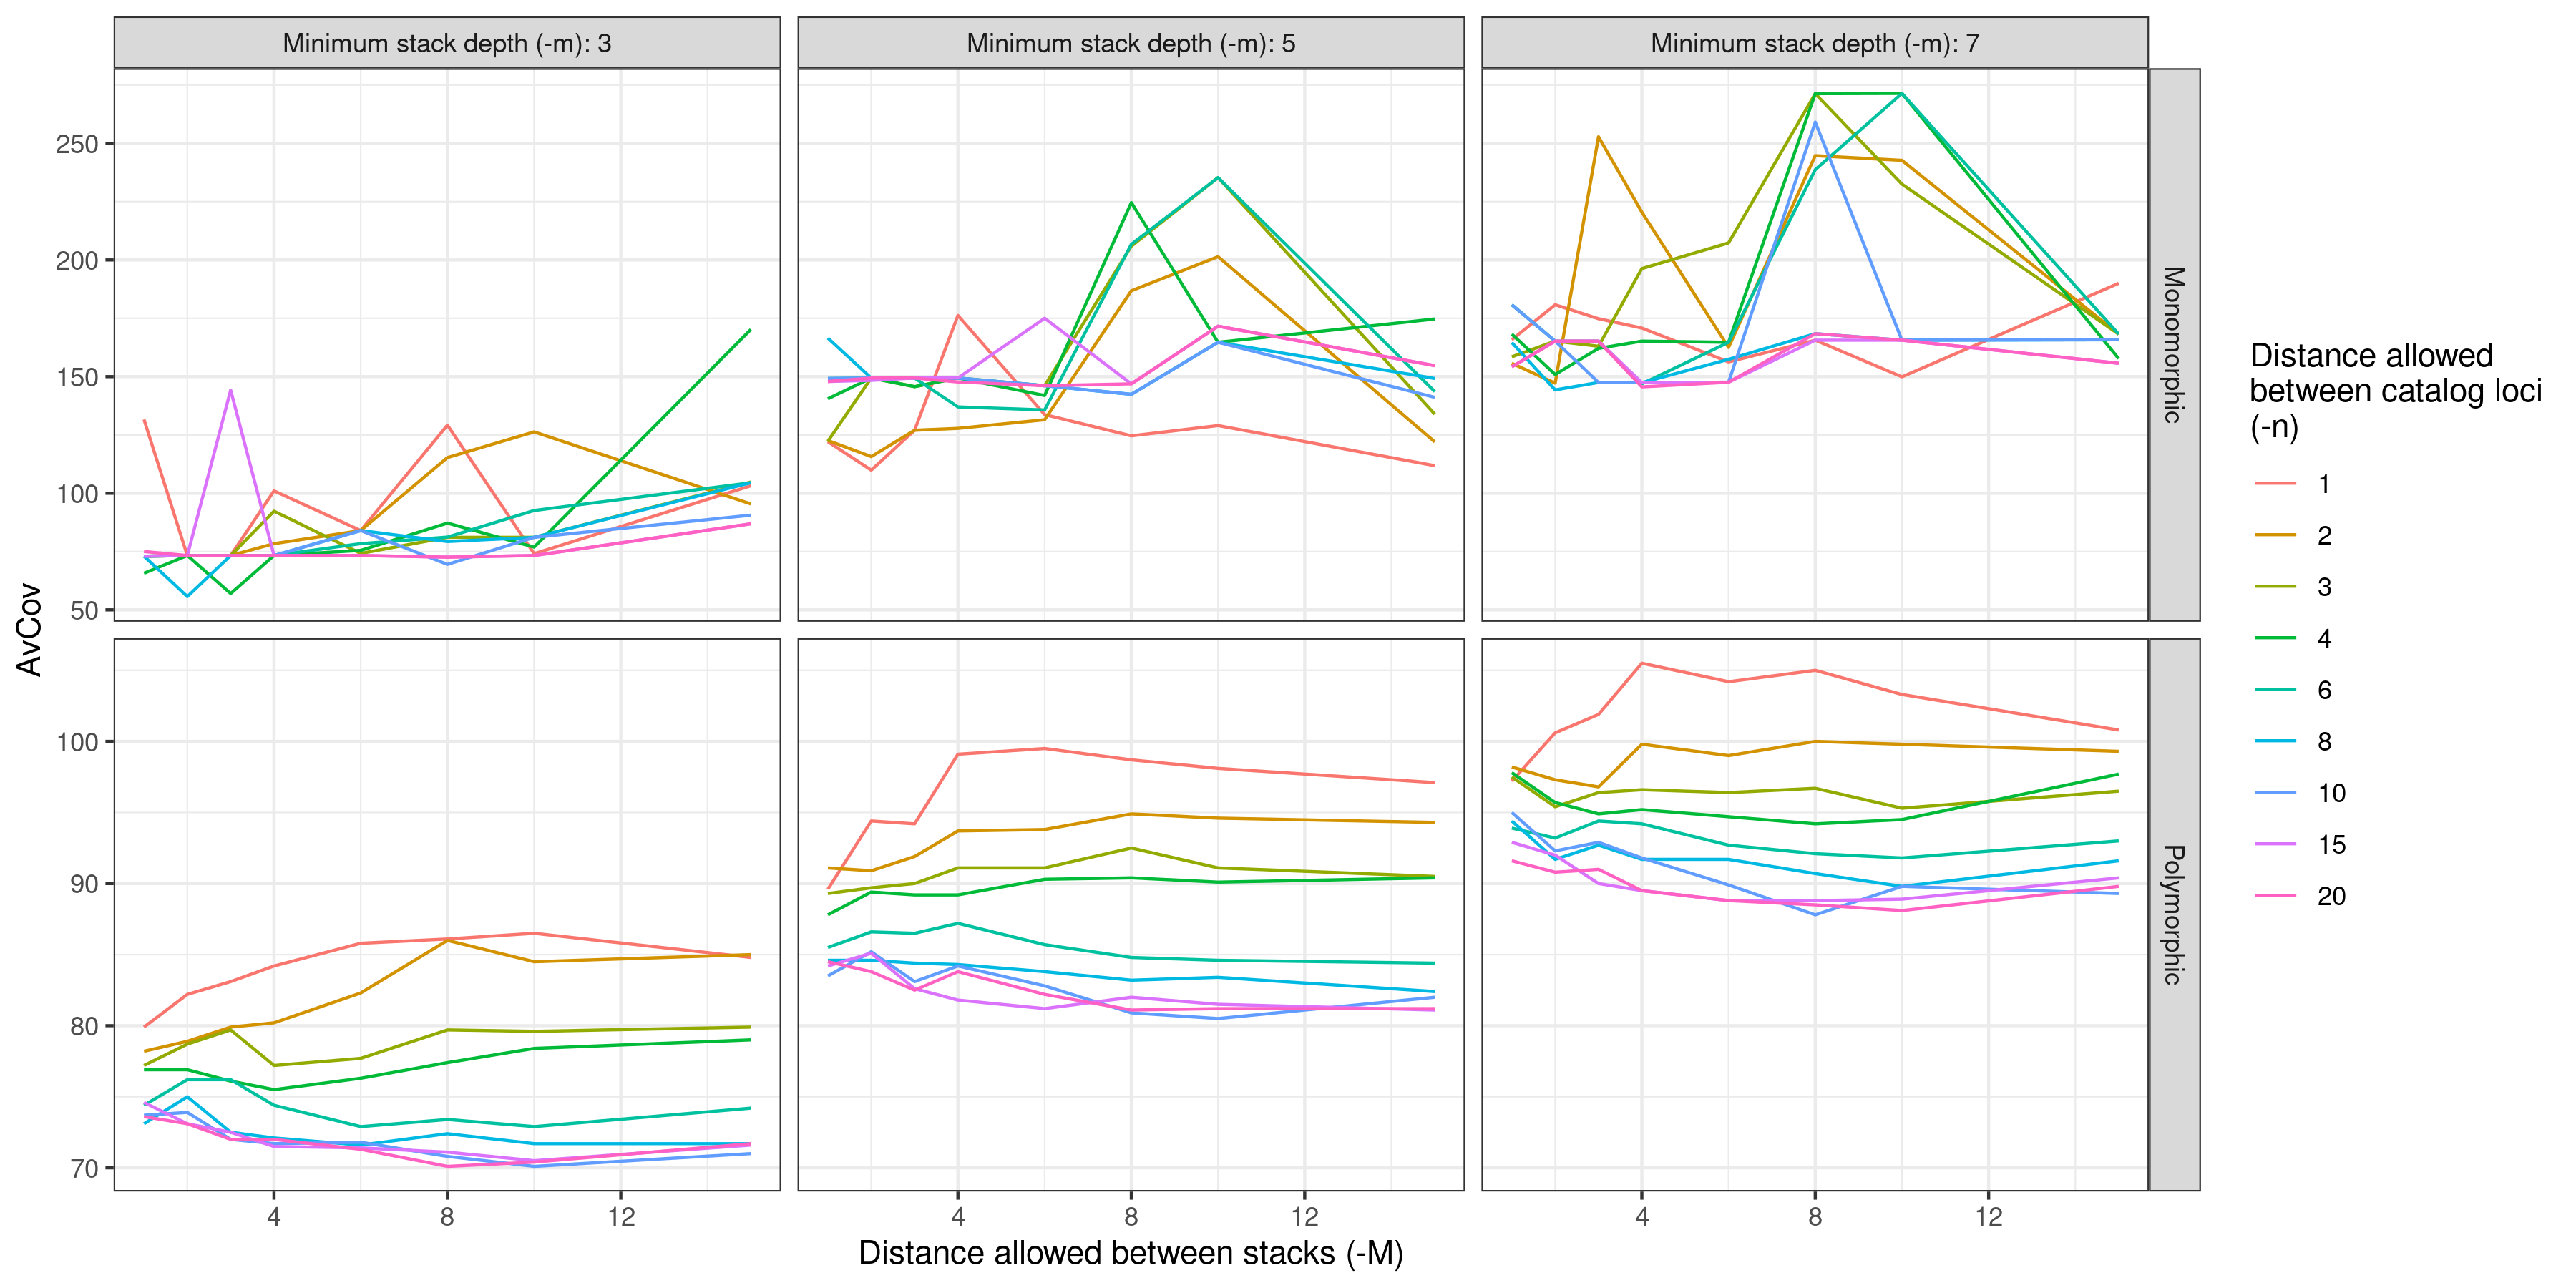 Minimum stack depth (-m): 3
Minimum stack depth (-m): 5
Minimum stack depth (-m): 7
AvCov
250
200
150
100
50
Monomorphic
100
90
80
70
Polymorphic
4 8 12
4 8 12
4 8 12
Distance allowed between stacks (-M)
Distance allowed
between catalog loci
(-n)
1
2
3
4
6
8
10
15
20